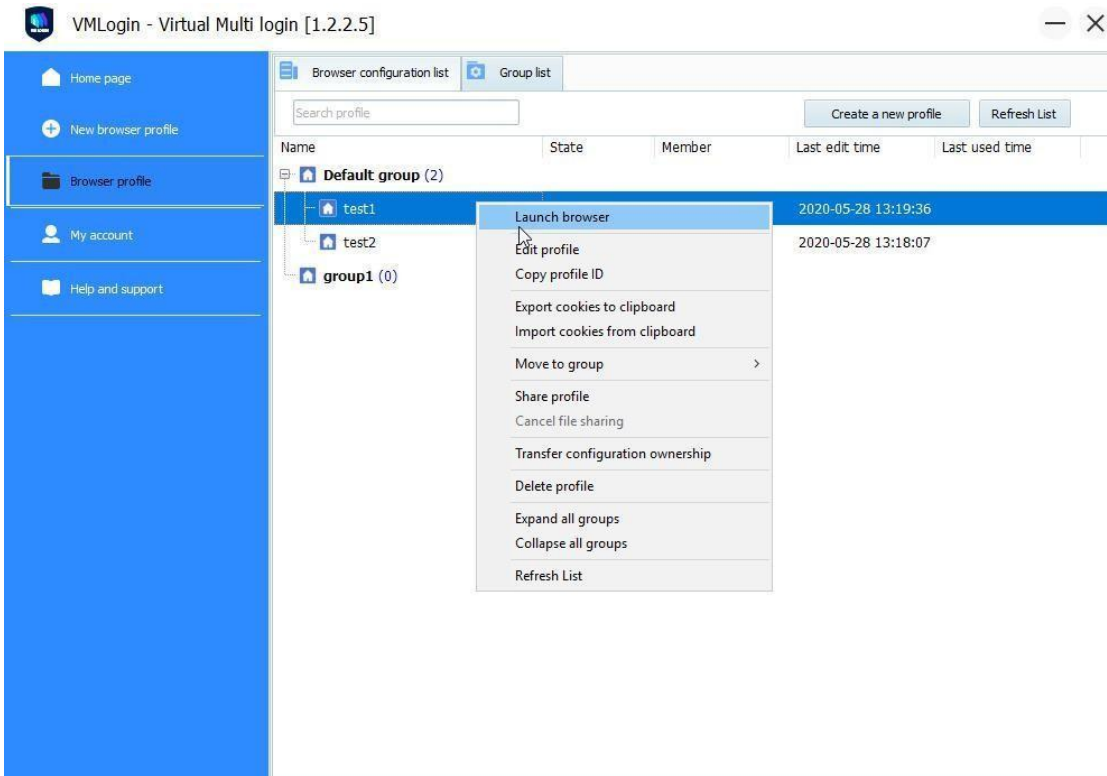 VMLogin - Virtual Multi login [1.2.2.5]
Home page
New browser profile
Browser profile
My account
Help and support
Browser configuration list Group list
Search profile Create a new profile Refresh List
Name State Member Last edit time Last used time
Default group (2)
test1 2020-05-28 13:19:36
test2 2020-05-28 13:18:07
group1 (0)
Launch browser
Edit profile
Copy profile ID
Export cookies to clipboard
Import cookies from clipboard
Move to group
Share profile
Cancel file sharing
Transfer configuration ownership
Delete profile
Expand all groups
Collapse all groups
Refresh List